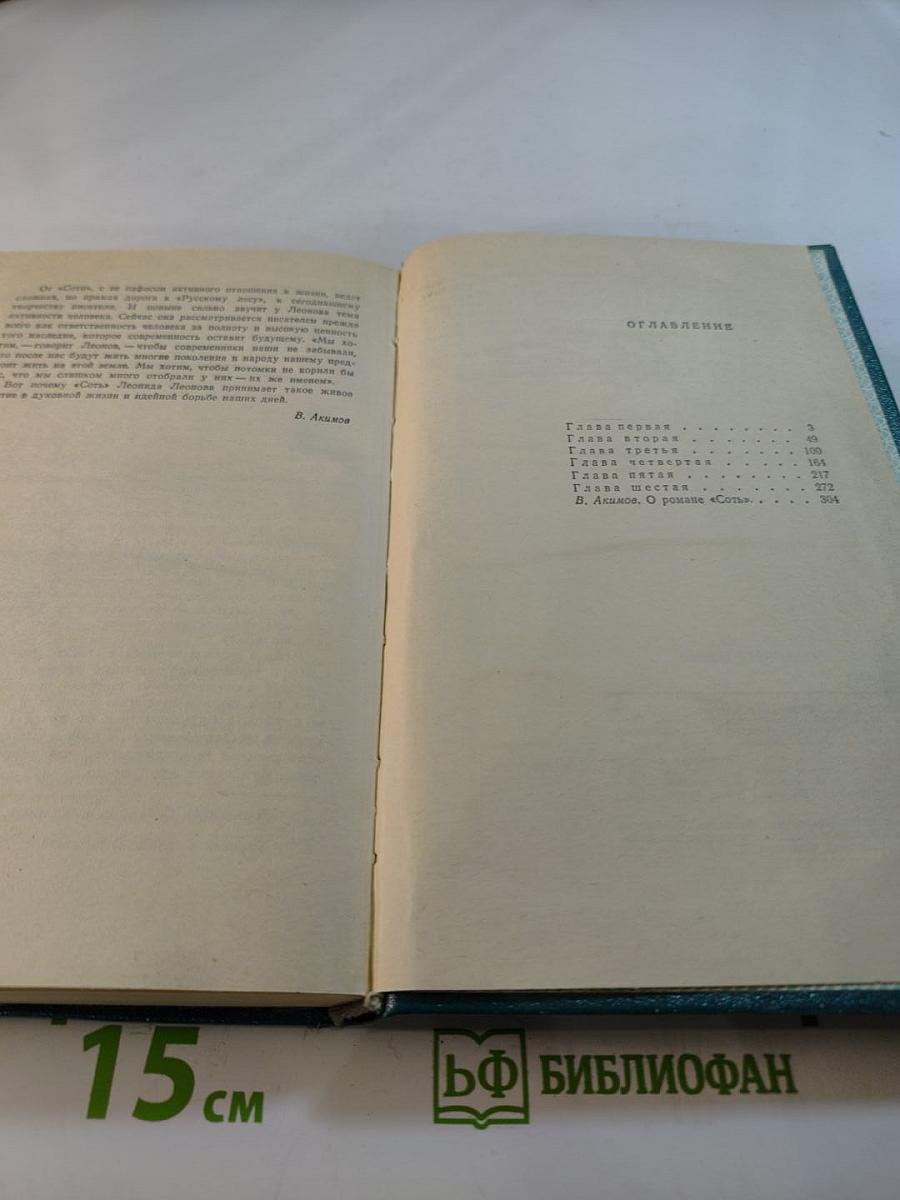 От «Соти», с ее пафосом активного отношения к жизни, ведет
сложная, но прямая дорога к «Русскому лесу», к сегодняшнему
творчеству писателя. И поныне сильно звучит у Леонова тема
активности человека. Сейчас она рассматривается писателем прежде
всего как ответственность человека за полноту и высокую ценность
того наследия, которое современность оставит будущему. «Мы хо-
тим, — говорит Леонов, — чтобы современники наши не забывали,
то после нас будут жить многие поколения и народу нашему пред-
оит жить на этой земле. Мы хотим, чтобы потомки не корили бы
с, что мы слишком много отобрали у них — их же именем».
Вот почему «Соть» Леонида Леонова принимает такое живое
тие в духовной жизни и идейной борьбе наших дней.
В. Акимов
ОГЛАВЛЕНИЕ
Глава первая . . . . . . . . 3
Глава вторая . . . . . . . 49
Глава третья . . . . . . . 100
Глава четвертая . . . . . 164
Глава пятая . . . . . . . . 217
Глава шестая . . . . . . . 272
В. Акимов. О романе «Соть». . . . . 304
15 см
ЬФ БИБЛИОФАН